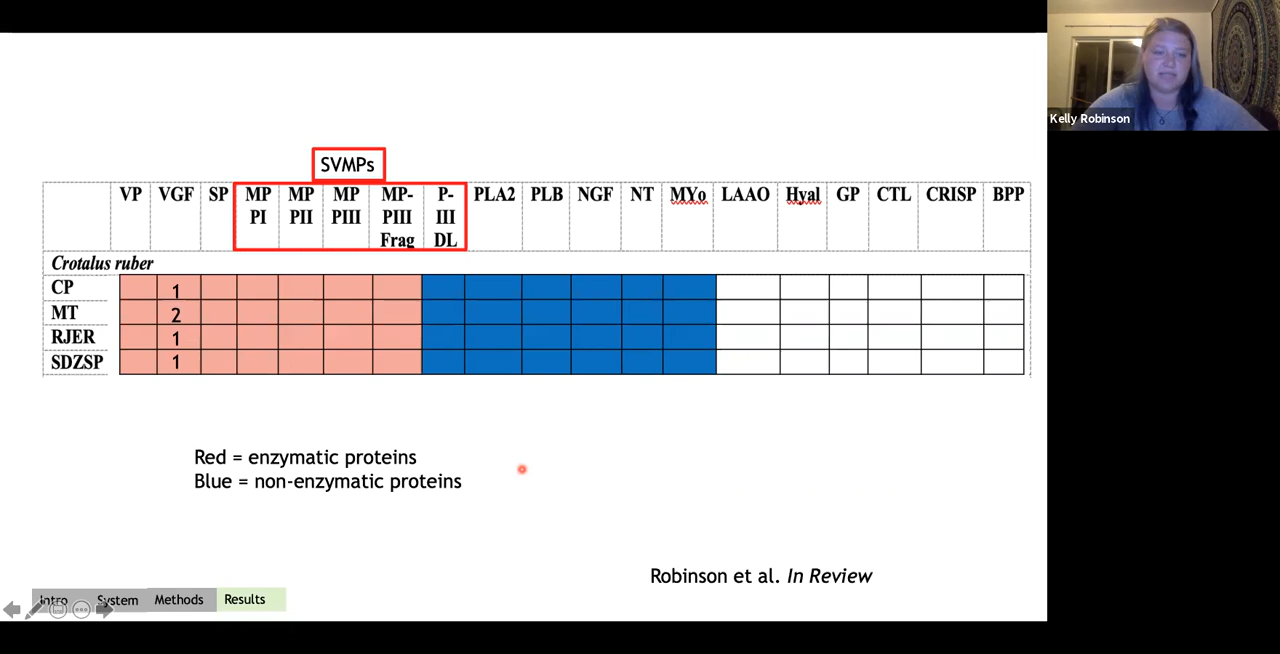 Kelly Robinson
SVMPs
VP VGF SP MP PI MP PII MP PIII MP-PIII Frag P-III DL PLA2 PLB NGF NT MYo LAAO Hyal GP CTL CRISP BPP
Crotalus ruber
CP 1
MT 2
RJER 1
SDZSP 1
Red = enzymatic proteins
Blue = non-enzymatic proteins
Robinson et al. In Review
Intro System Methods Results